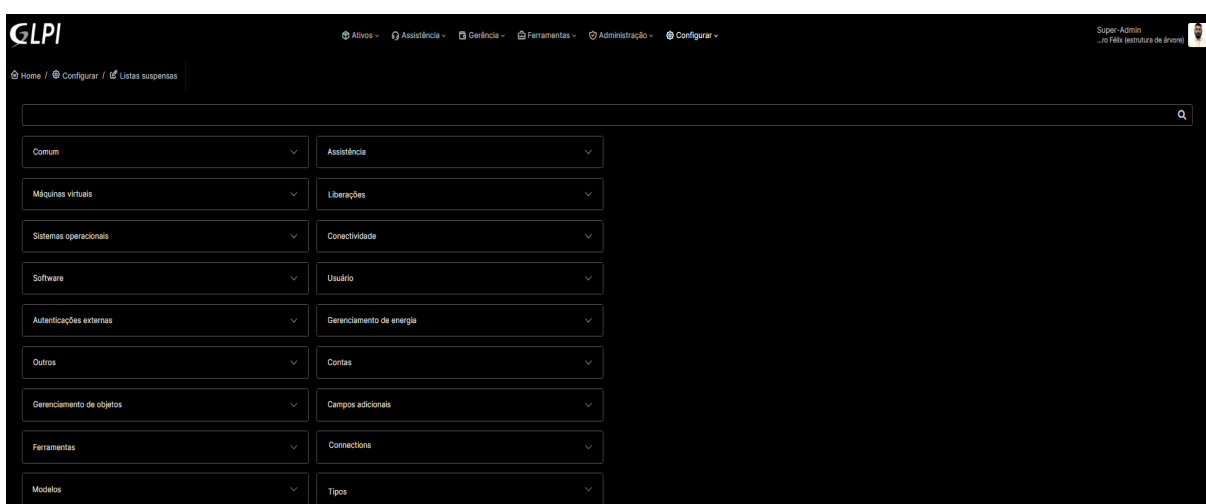 GLPI
Ativos
Assistência
Gerência
Ferramentas
Administração
Configurar
Super-Admin
...ro Félix (estrutura de árvore)
Home / Configurar / Listas suspensas
Comum
Assistência
Máquinas virtuais
Liberações
Sistemas operacionais
Conectividade
Software
Usuário
Autenticações externas
Gerenciamento de energia
Outros
Contas
Gerenciamento de objetos
Campos adicionais
Ferramentas
Connections
Modelos
Tipos